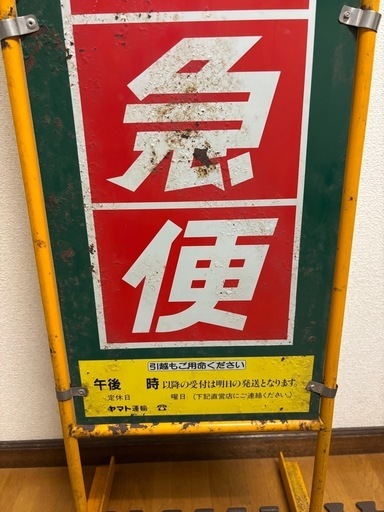 急
便
引越もご用命ください
午後 時以降の受付は明日の発送となります
定休日 曜日（下記直営店にご連絡ください。）
ヤマト運輸 ☎